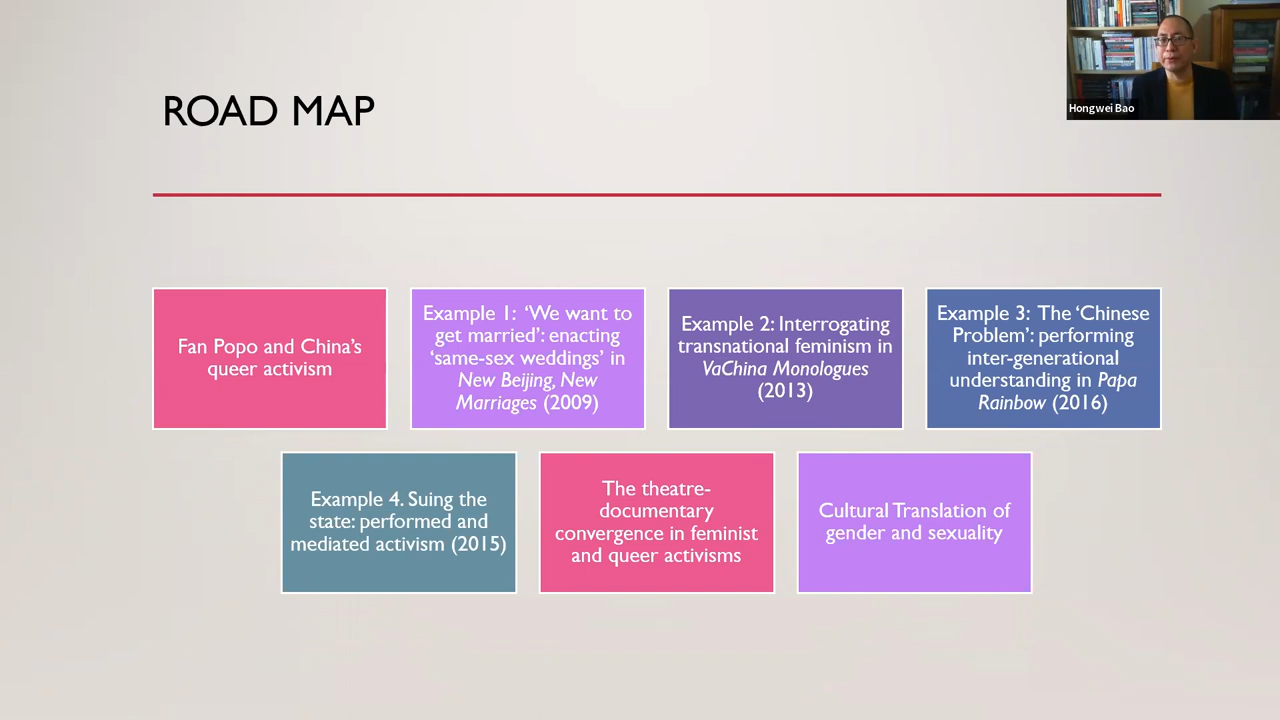 Hongwei Bao
ROAD MAP
Fan Popo and China's
queer activism
Example 1: ‘We want to
get married’: enacting
‘same-sex weddings’ in
New Beijing, New
Marriages (2009)
Example 2: Interrogating
transnational feminism in
VaChina Monologues
(2013)
Example 3: The ‘Chinese
Problem’: performing
inter-generational
understanding in Papa
Rainbow (2016)
Example 4. Suing the
state: performed and
mediated activism (2015)
The theatre-
documentary
convergence in feminist
and queer activisms
Cultural Translation of
gender and sexuality